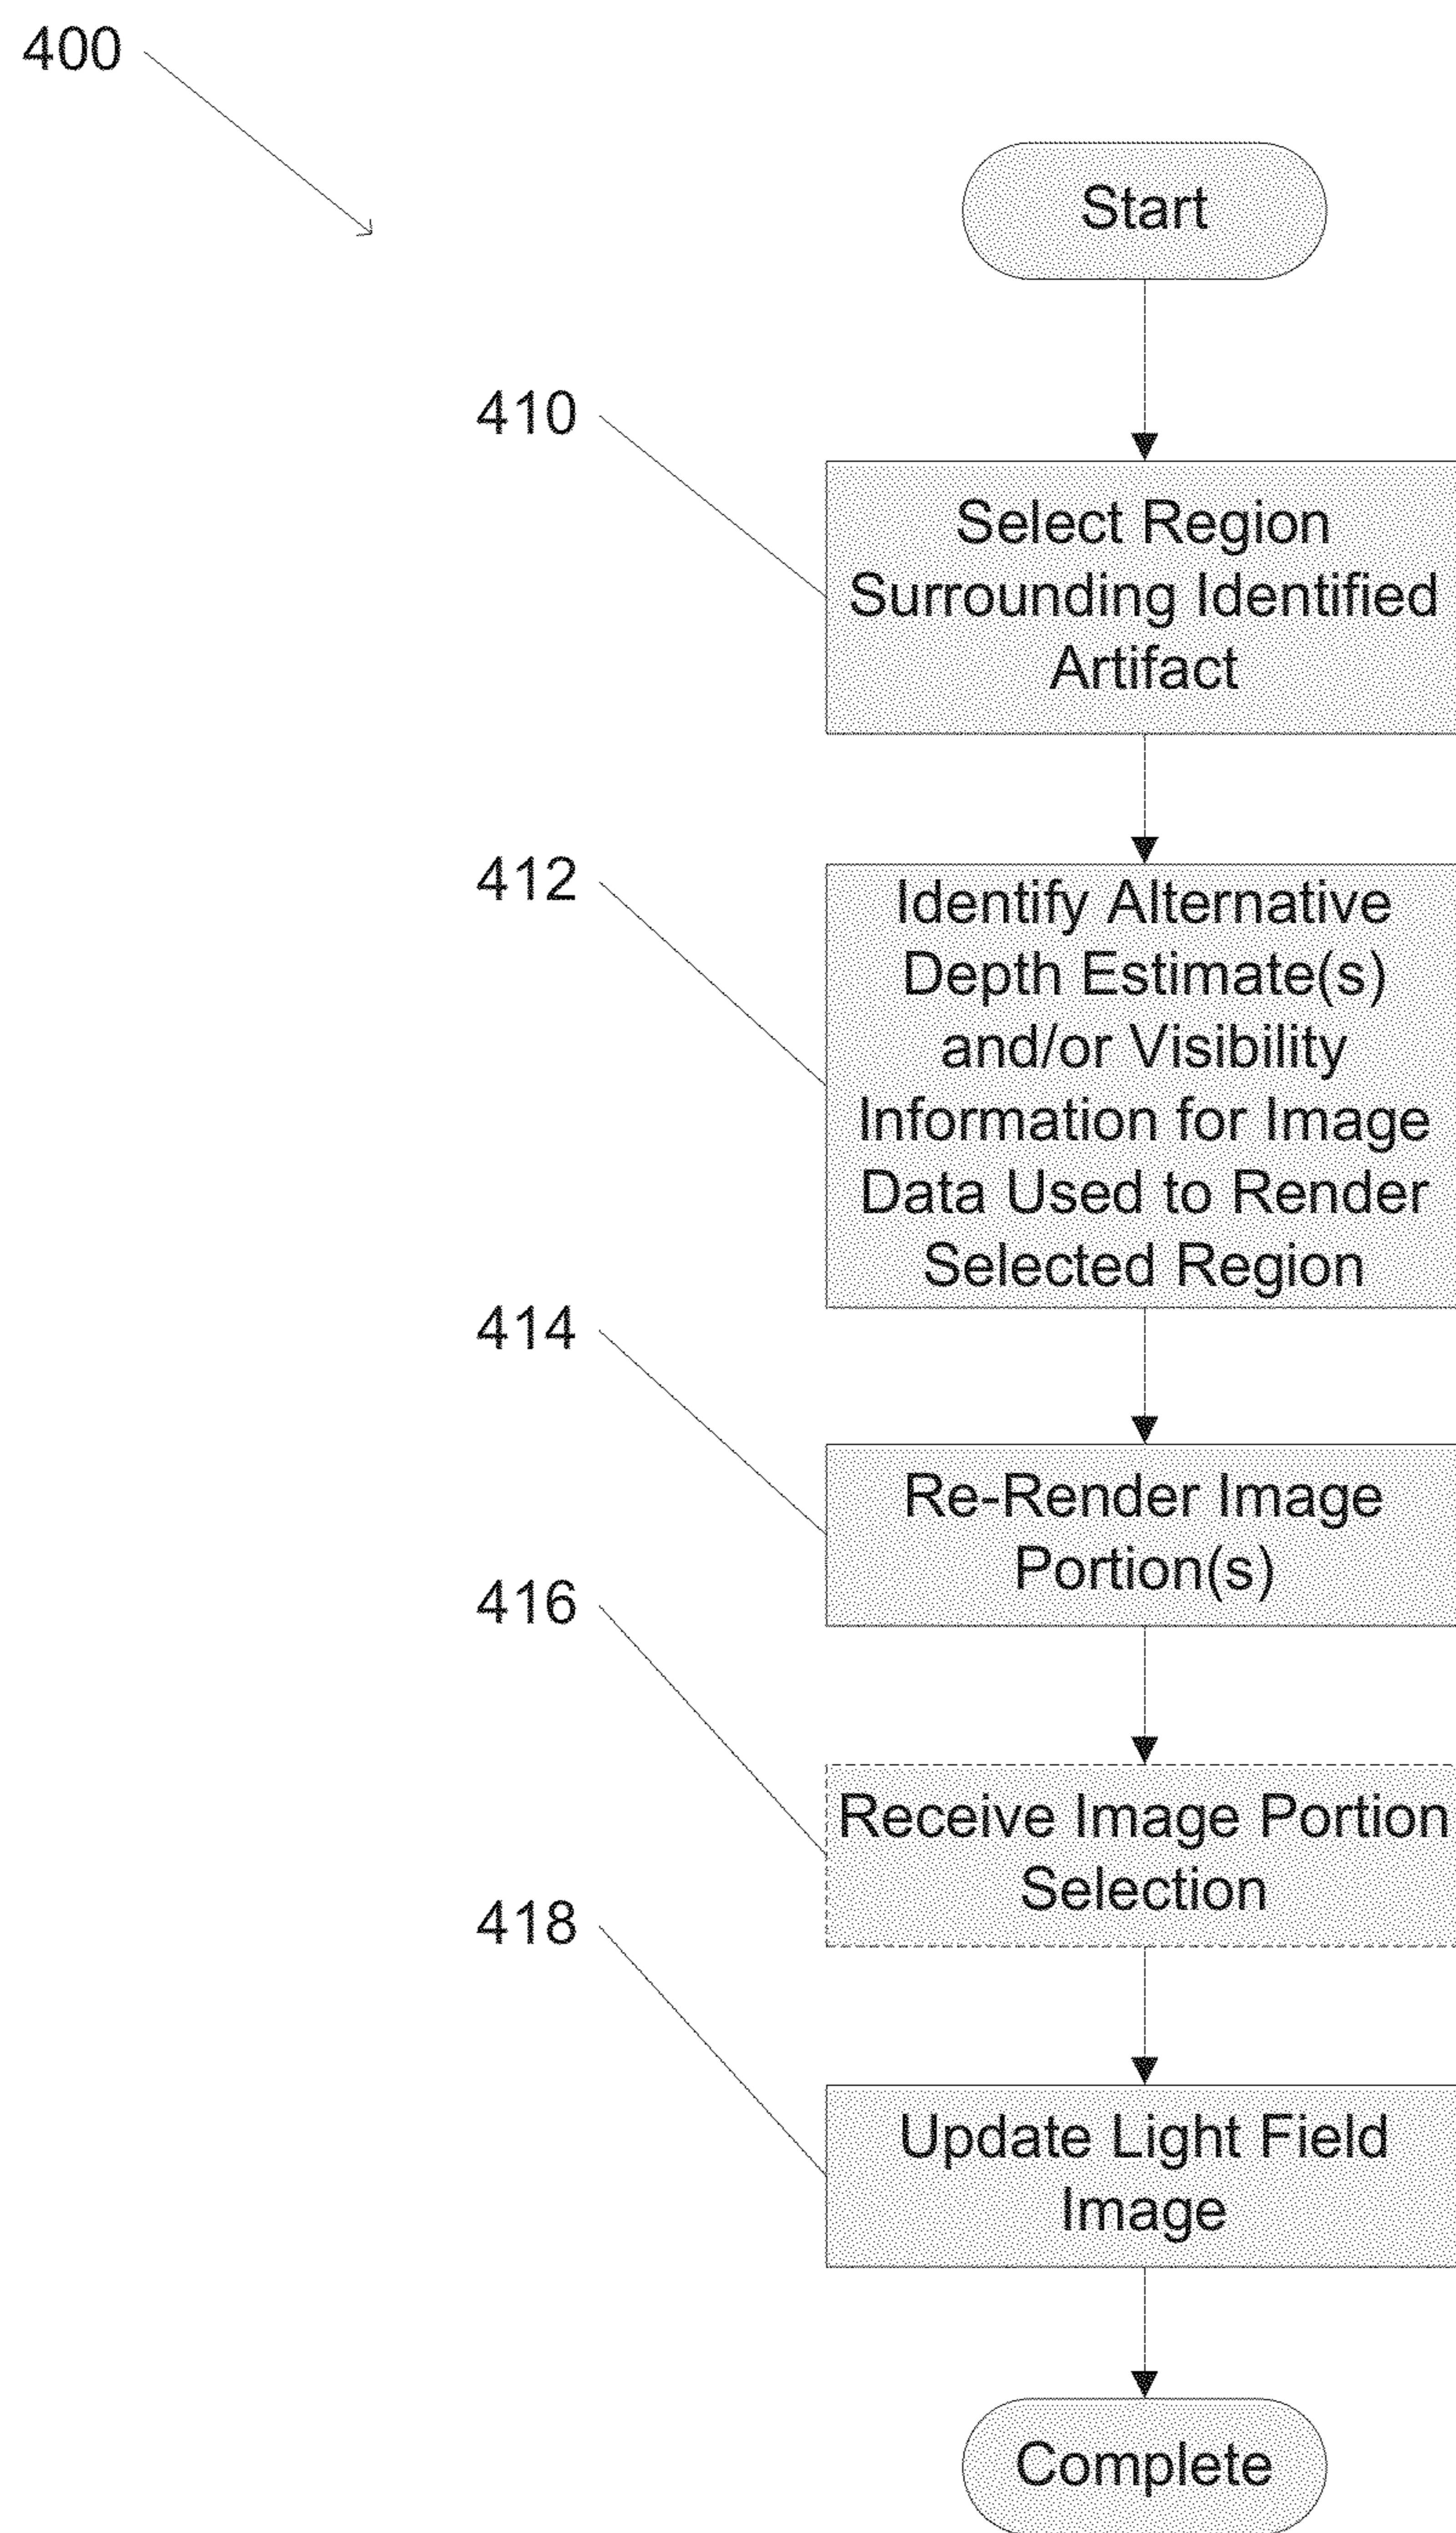 400
Start
410
Select Region
Surrounding Identified
Artifact
412
Identify Alternative
Depth Estimate(s)
and/or Visibility
Information for Image
Data Used to Render
Selected Region
414
Re-Render Image
Portion(s)
416
Receive Image Portion
Selection
418
Update Light Field
Image
Complete